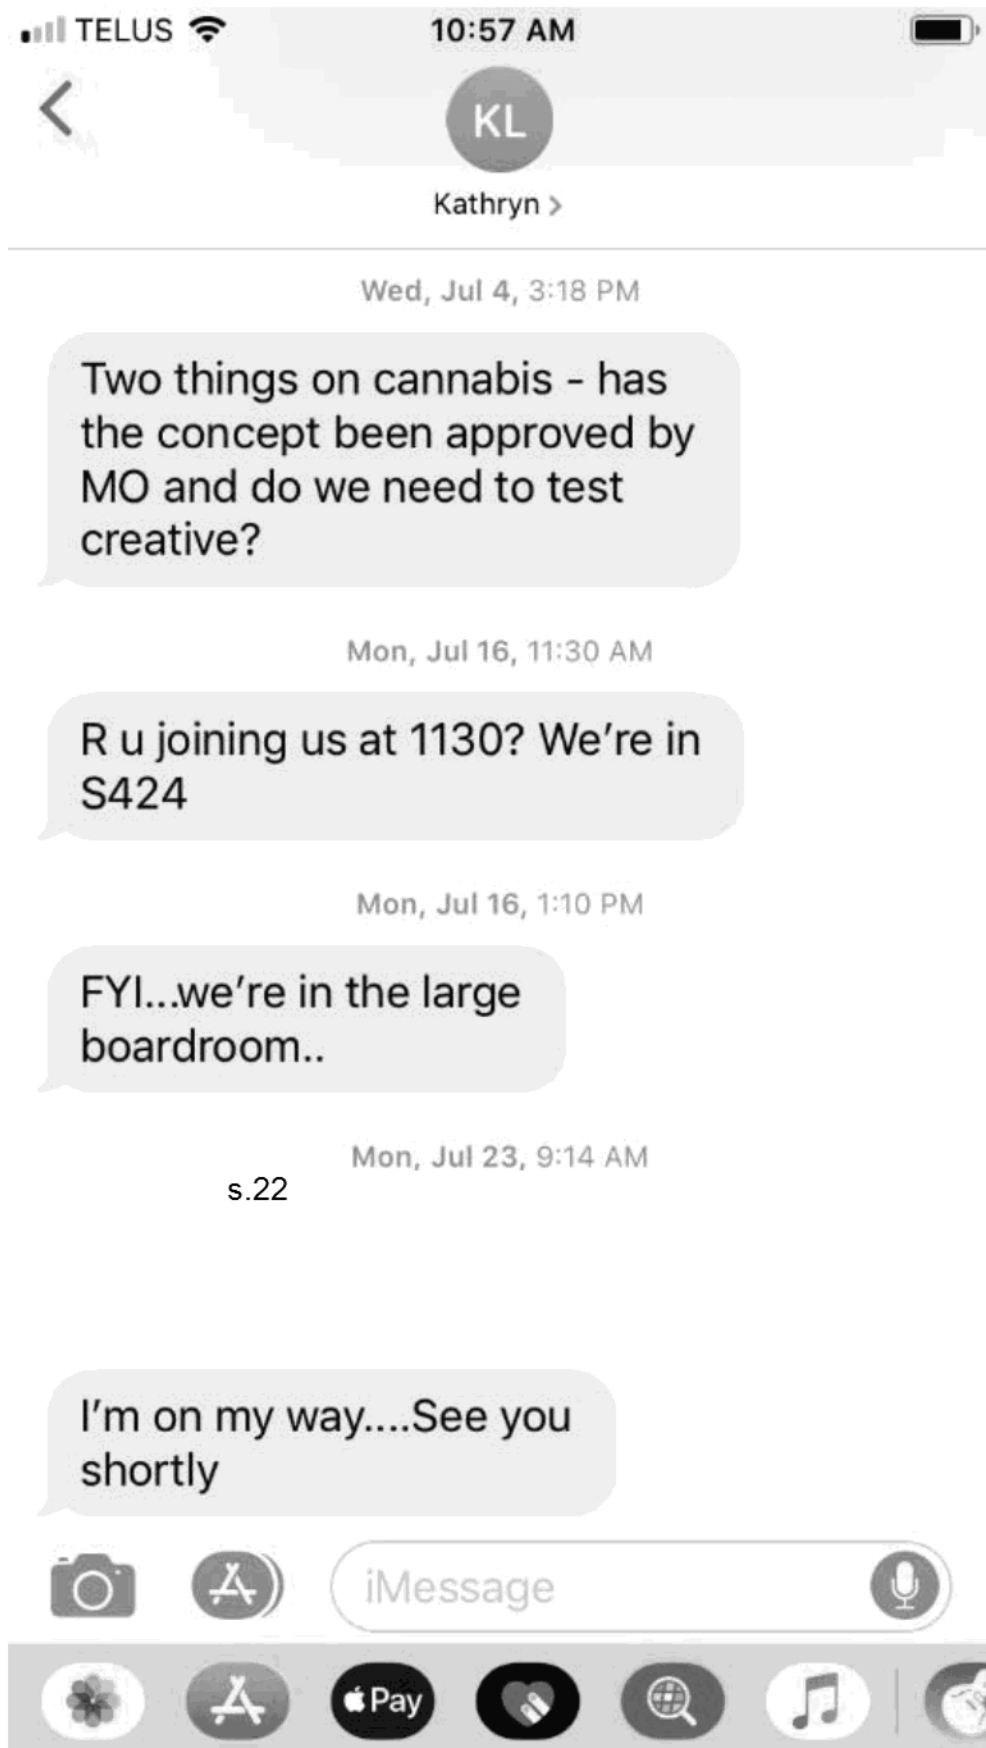 TELUS 10:57 AM
KL
Kathryn >
Wed, Jul 4, 3:18 PM
Two things on cannabis - has
the concept been approved by
MO and do we need to test
creative?
Mon, Jul 16, 11:30 AM
R u joining us at 1130? We're in
S424
Mon, Jul 16, 1:10 PM
FYI...we're in the large
boardroom..
Mon, Jul 23, 9:14 AM
s.22
I'm on my way....See you
shortly
iMessage
Pay